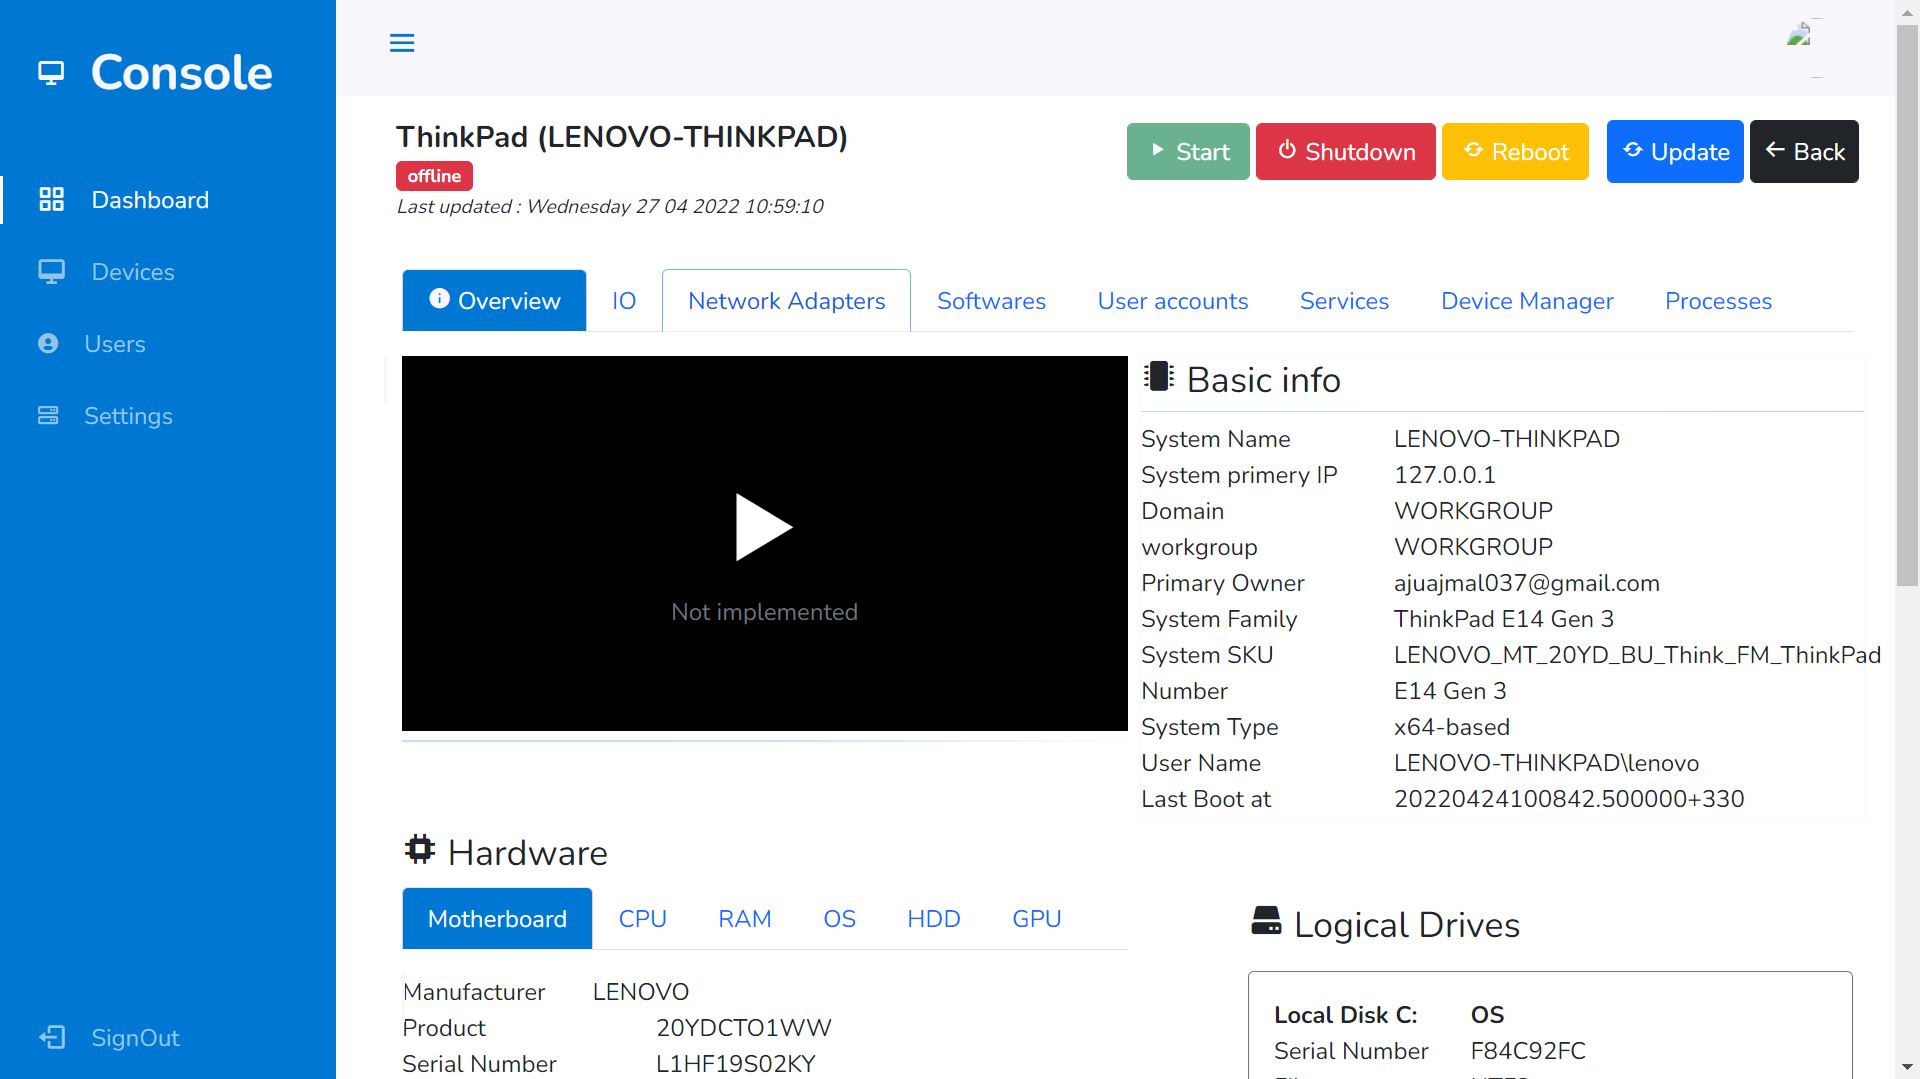 Console
Dashboard
Devices
Users
Settings
SignOut
ThinkPad (LENOVO-THINKPAD)
offline
Last updated : Wednesday 27 04 2022 10:59:10
Start Shutdown Reboot Update Back
Overview IO Network Adapters Softwares User accounts Services Device Manager Processes
Not implemented
Basic info
System Name LENOVO-THINKPAD
System primery IP 127.0.0.1
Domain WORKGROUP
workgroup WORKGROUP
Primary Owner ajuajmal037@gmail.com
System Family ThinkPad E14 Gen 3
System SKU LENOVO_MT_20YD_BU_Think_FM_ThinkPad
Number E14 Gen 3
System Type x64-based
User Name LENOVO-THINKPAD\lenovo
Last Boot at 20220424100842.500000+330
Hardware
Motherboard CPU RAM OS HDD GPU
Manufacturer LENOVO
Product 20YDCTO1WW
Serial Number L1HF19S02KY
Logical Drives
Local Disk C: OS
Serial Number F84C92FC